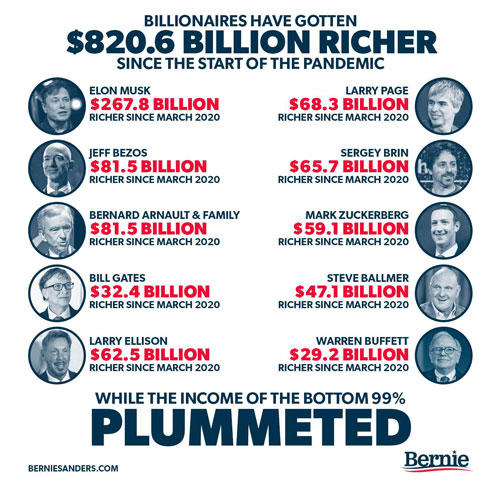 BILLIONAIRES HAVE GOTTEN
$820.6 BILLION RICHER
SINCE THE START OF THE PANDEMIC
ELON MUSK
$267.8 BILLION
RICHER SINCE MARCH 2020
JEFF BEZOS
$81.5 BILLION
RICHER SINCE MARCH 2020
BERNARD ARNAULT & FAMILY
$81.5 BILLION
RICHER SINCE MARCH 2020
BILL GATES
$32.4 BILLION
RICHER SINCE MARCH 2020
LARRY ELLISON
$62.5 BILLION
RICHER SINCE MARCH 2020
LARRY PAGE
$68.3 BILLION
RICHER SINCE MARCH 2020
SERGEY BRIN
$65.7 BILLION
RICHER SINCE MARCH 2020
MARK ZUCKERBERG
$59.1 BILLION
RICHER SINCE MARCH 2020
STEVE BALLMER
$47.1 BILLION
RICHER SINCE MARCH 2020
WARREN BUFFETT
$29.2 BILLION
RICHER SINCE MARCH 2020
WHILE THE INCOME OF THE BOTTOM 99%
PLUMMETED
BERNIESANDERS.COM
Bernie